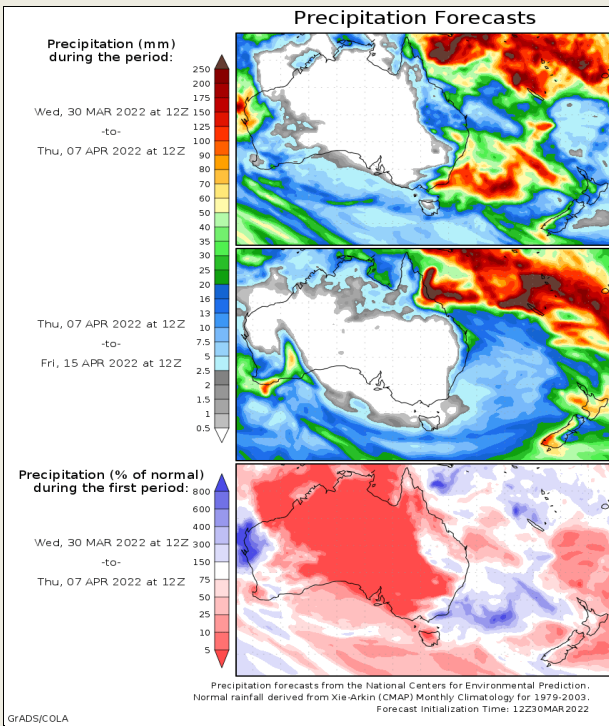 Precipitation Forecasts
Precipitation (mm)
during the period:
Wed, 30 MAR 2022 at 12Z
-to-
Thu, 07 APR 2022 at 12Z
250
200
175
150
125
100
90
80
70
60
50
40
35
30
25
20
16
13
10
7.5
5
2.5
2
1.5
1
0.5
Thu, 07 APR 2022 at 12Z
-to-
Fri, 15 APR 2022 at 12Z
Precipitation (% of normal)
during the first period:
Wed, 30 MAR 2022 at 12Z
-to-
Thu, 07 APR 2022 at 12Z
800
600
400
300
150
75
50
25
10
5
Precipitation forecasts from the National Centers for Environmental Prediction.
Normal rainfall derived from Xie-Arkin (CMAP) Monthly Climatology for 1979-2003.
Forecast Initialization Time: 12Z30MAR2022
GrADS/COLA